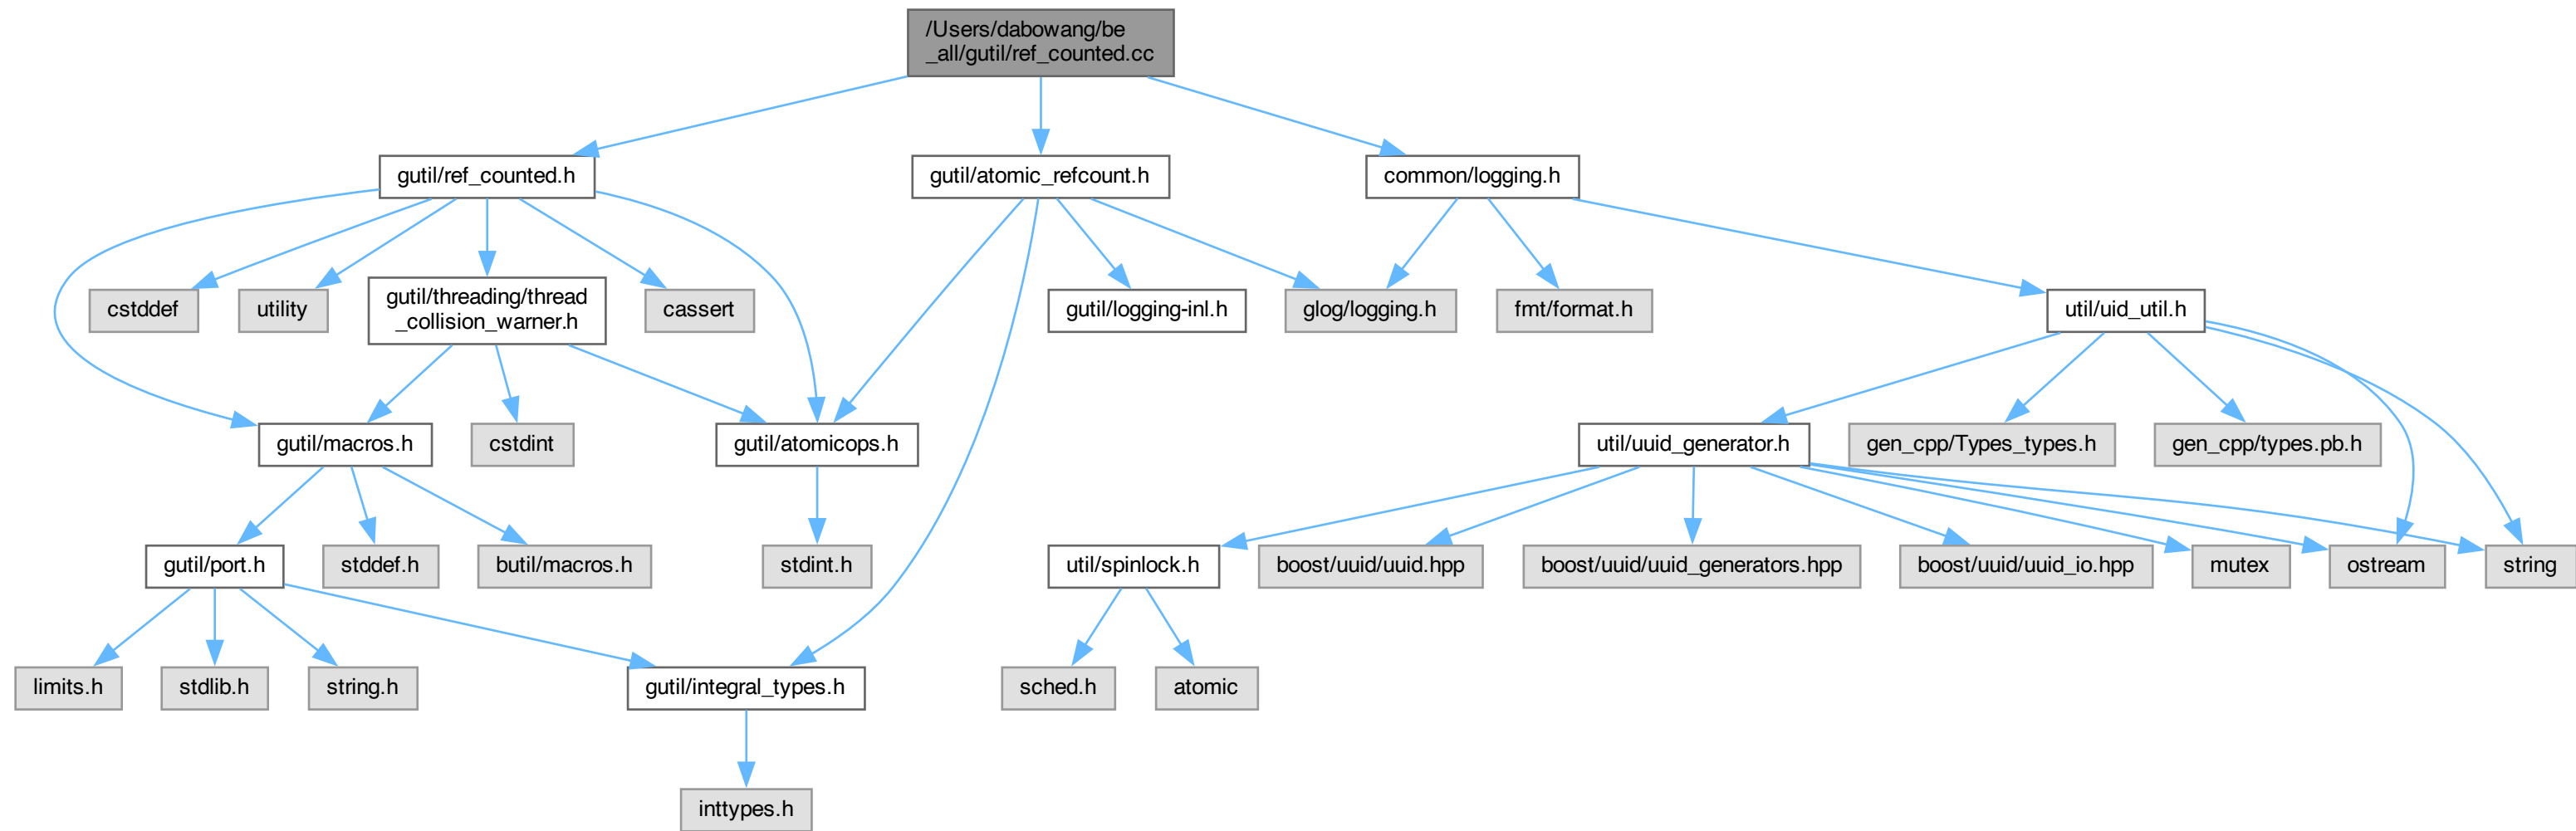 /Users/dabowang/be
_all/gutil/ref_counted.cc
gutil/ref_counted.h
gutil/atomic_refcount.h
common/logging.h
cstddef
utility
gutil/threading/thread
_collision_warner.h
cassert
gutil/logging-inl.h
glog/logging.h
fmt/format.h
util/uid_util.h
gutil/macros.h
cstdint
gutil/atomicops.h
util/uuid_generator.h
gen_cpp/Types_types.h
gen_cpp/types.pb.h
gutil/port.h
stddef.h
butil/macros.h
stdint.h
util/spinlock.h
boost/uuid/uuid.hpp
boost/uuid/uuid_generators.hpp
boost/uuid/uuid_io.hpp
mutex
ostream
string
limits.h
stdlib.h
string.h
gutil/integral_types.h
sched.h
atomic
inttypes.h